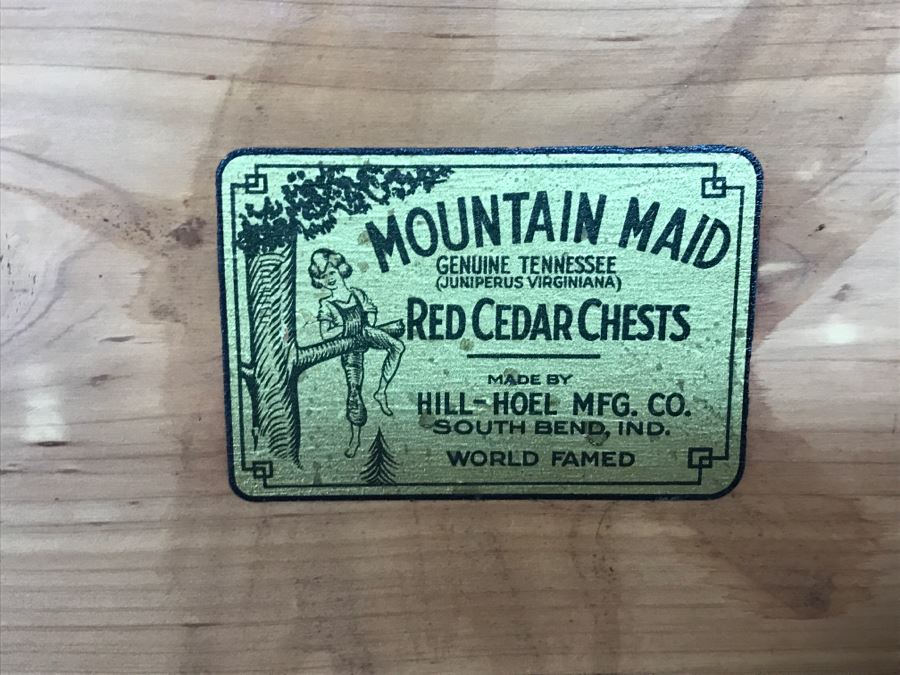 MOUNTAIN MAID
GENUINE TENNESSEE
(JUNIPERUS VIRGINIANA)
RED CEDAR CHESTS
MADE BY
HILL-HOEL MFG. CO.
SOUTH BEND, IND.
WORLD FAMED